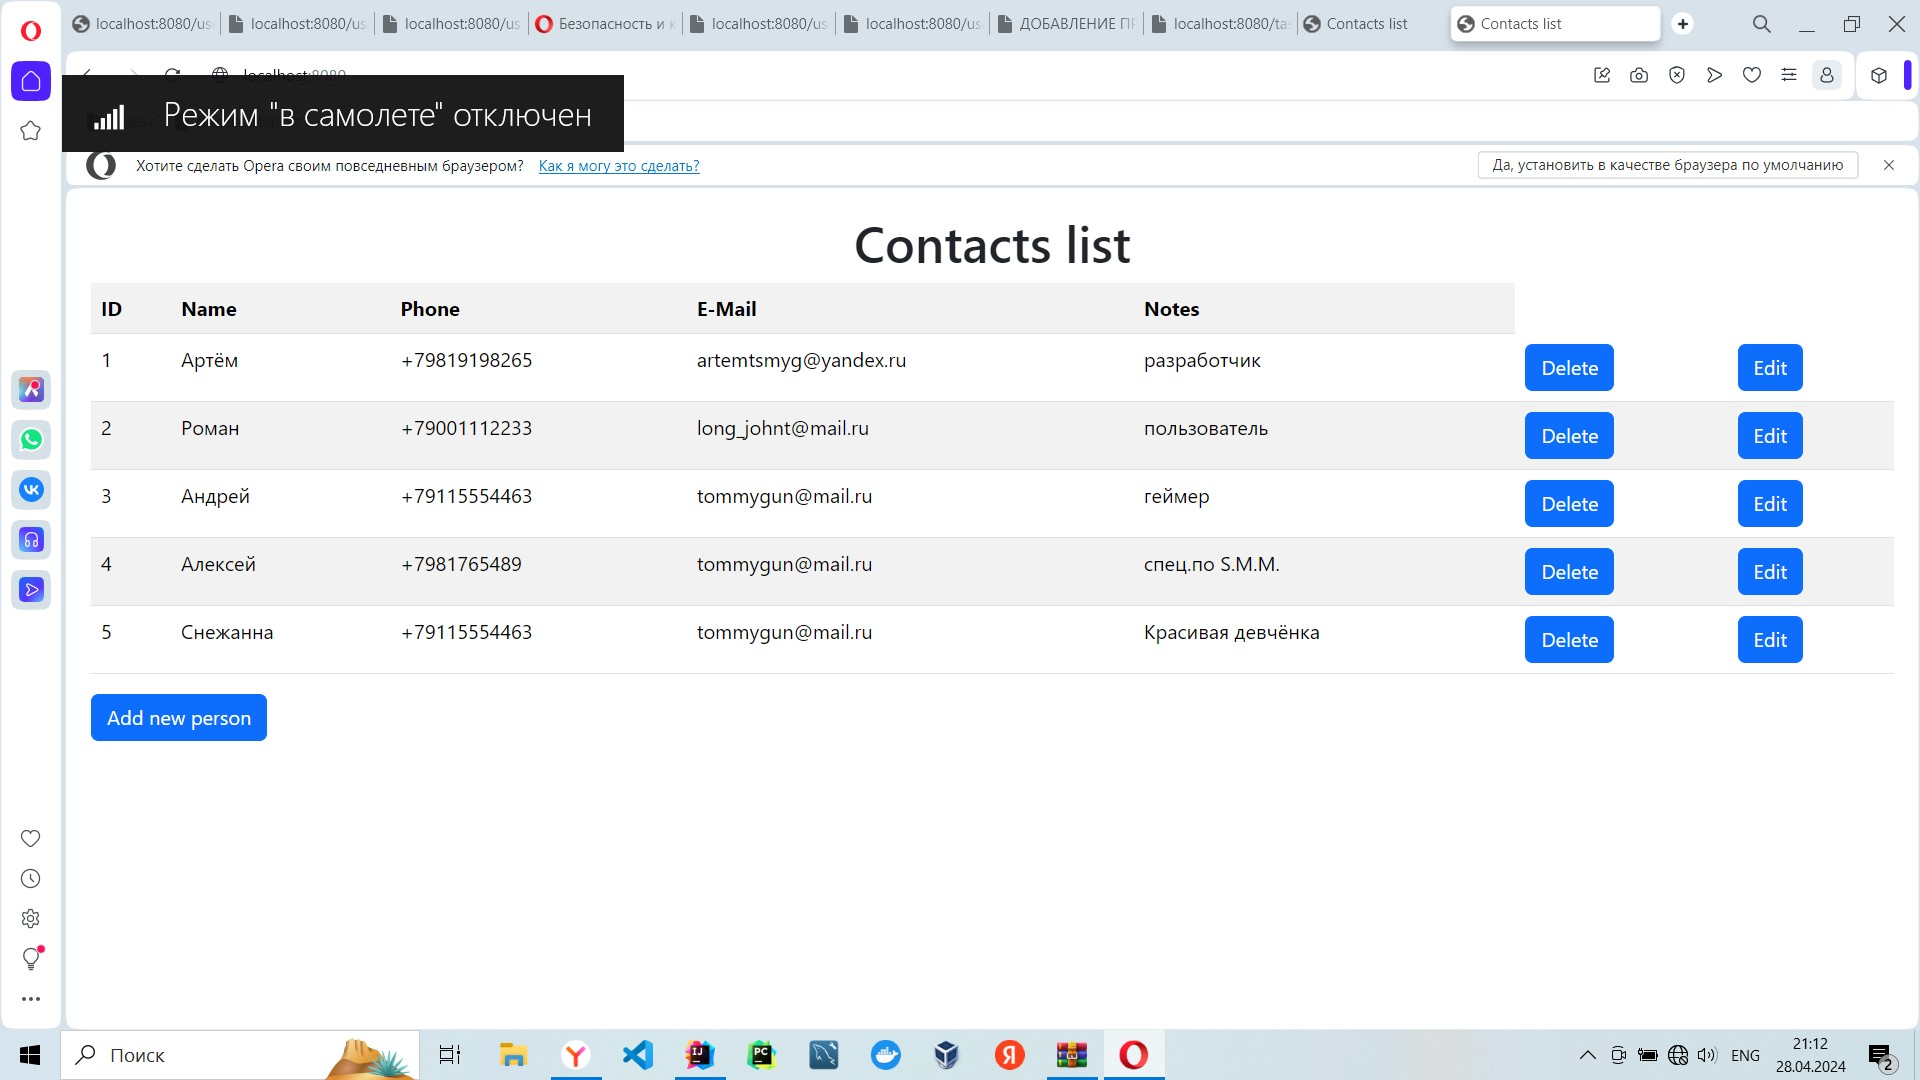 localhost:8080/us
localhost:8080/us
localhost:8080/us
Безопасность и к
localhost:8080/us
localhost:8080/us
ДОБАВЛЕНИЕ ПР
localhost:8080/ta
Contacts list
Contacts list
localhost:8080
Режим "в самолете" отключен
Хотите сделать Opera своим повседневным браузером? Как я могу это сделать?
Да, установить в качестве браузера по умолчанию
Contacts list
ID Name Phone E-Mail Notes
1 Артём +79819198265 artemtsmyg@yandex.ru разработчик Delete Edit
2 Роман +79001112233 long_johnt@mail.ru пользователь Delete Edit
3 Андрей +79115554463 tommygun@mail.ru геймер Delete Edit
4 Алексей +7981765489 tommygun@mail.ru спец.по S.M.M. Delete Edit
5 Снежанна +79115554463 tommygun@mail.ru Красивая девчёнка Delete Edit
Add new person
Поиск
ENG
21:12
28.04.2024
2